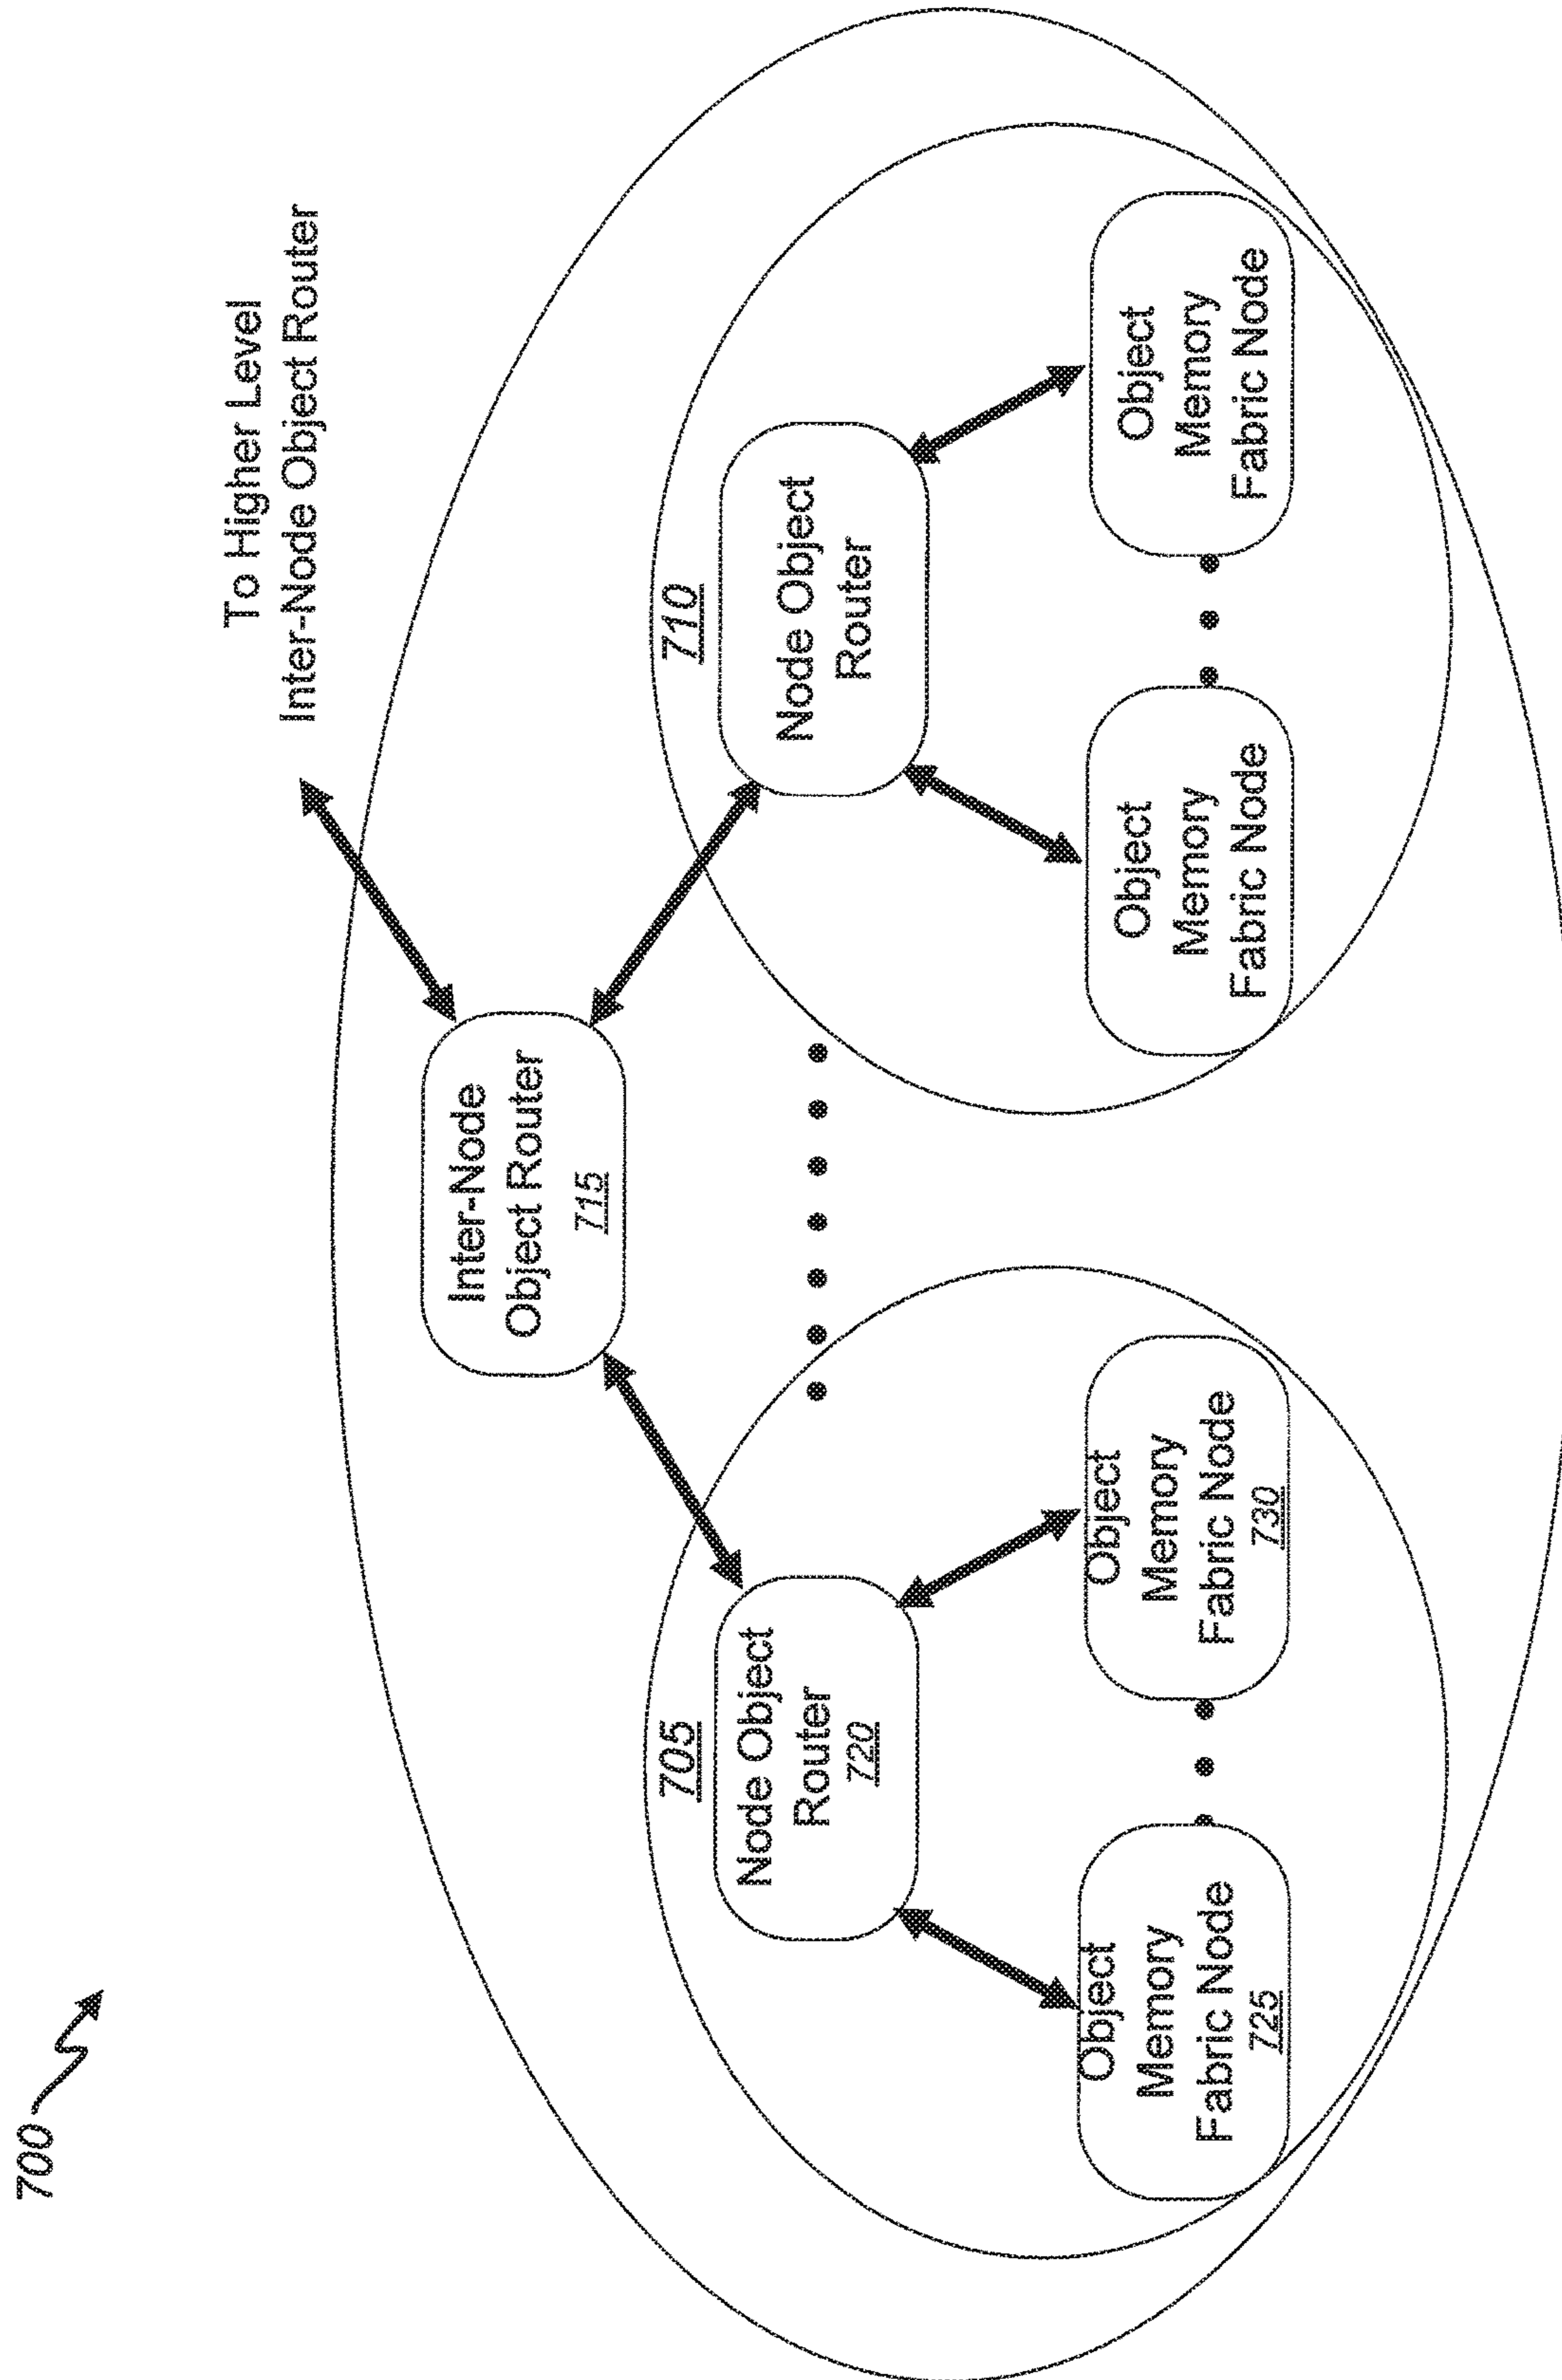 700
To Higher Level
Inter-Node Object Router
Inter-Node
Object Router
715
705
Node Object
Router
720
Object
Memory
Fabric Node
725
Object
Memory
Fabric Node
730
710
Node Object
Router
Object
Memory
Fabric Node
Object
Memory
Fabric Node